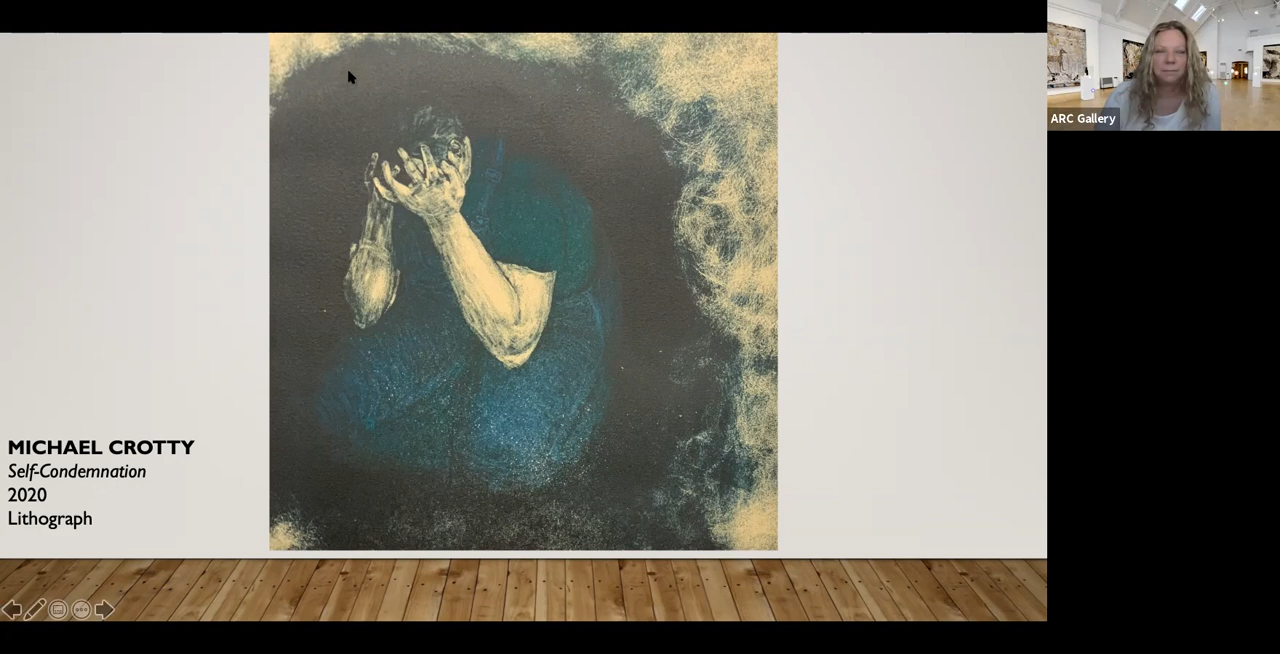 MICHAEL CROTTY
Self-Condemnation
2020
Lithograph
ARC Gallery